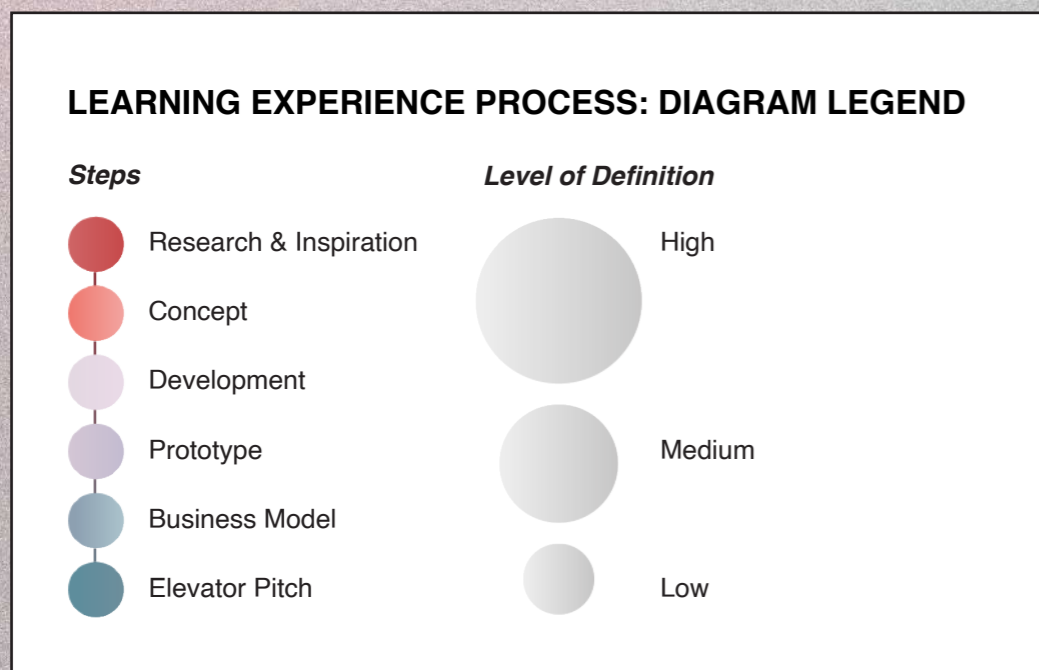 LEARNING EXPERIENCE PROCESS: DIAGRAM LEGEND
Steps
Research & Inspiration
Concept
Development
Prototype
Business Model
Elevator Pitch
Level of Definition
High
Medium
Low